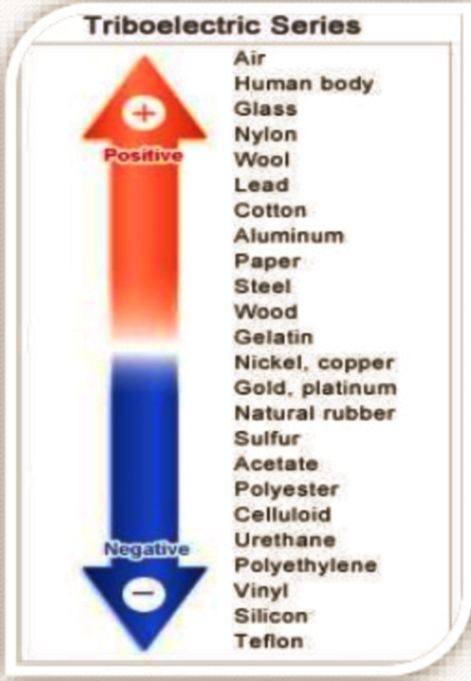 Triboelectric Series
+
Positive
Air
Human body
Glass
Nylon
Wool
Lead
Cotton
Aluminum
Paper
Steel
Wood
Gelatin
Nickel, copper
Gold, platinum
Natural rubber
Sulfur
Acetate
Polyester
Celluloid
Urethane
Polyethylene
Vinyl
Silicon
Teflon
Negative
−